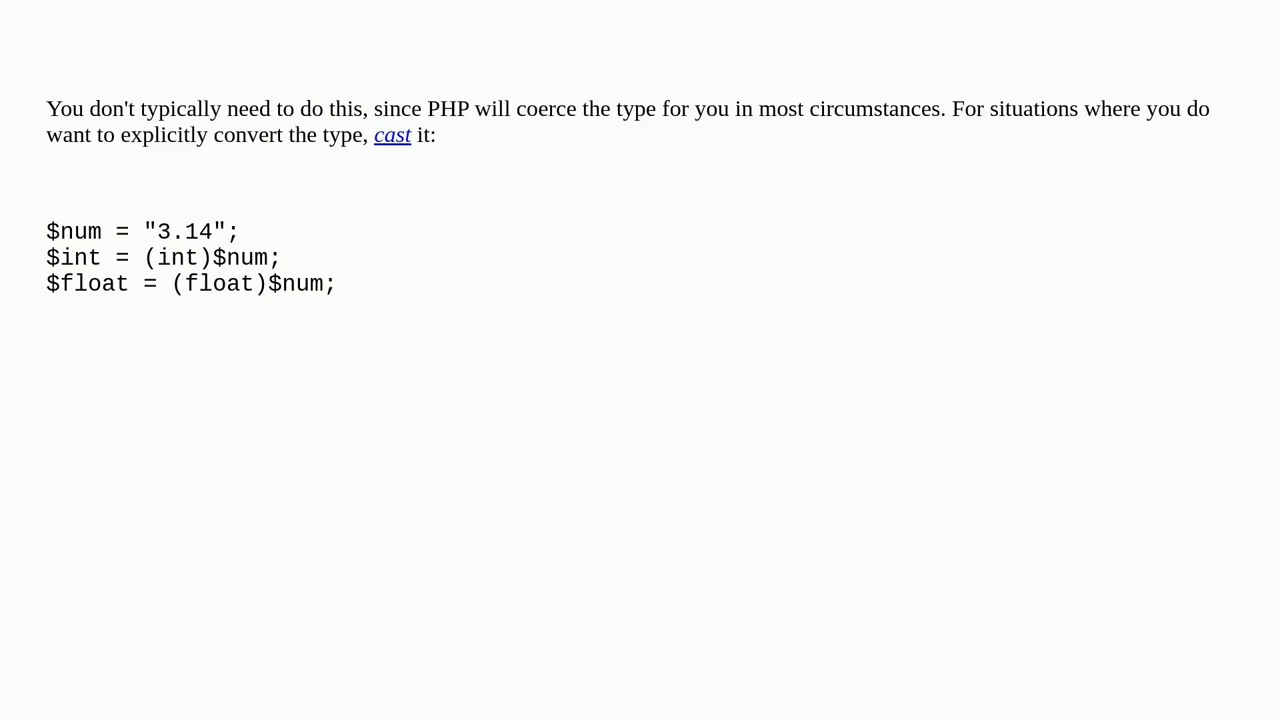 You don't typically need to do this, since PHP will coerce the type for you in most circumstances. For situations where you do
want to explicitly convert the type, cast it:
$num = "3.14";
$int = (int)$num;
$float = (float)$num;